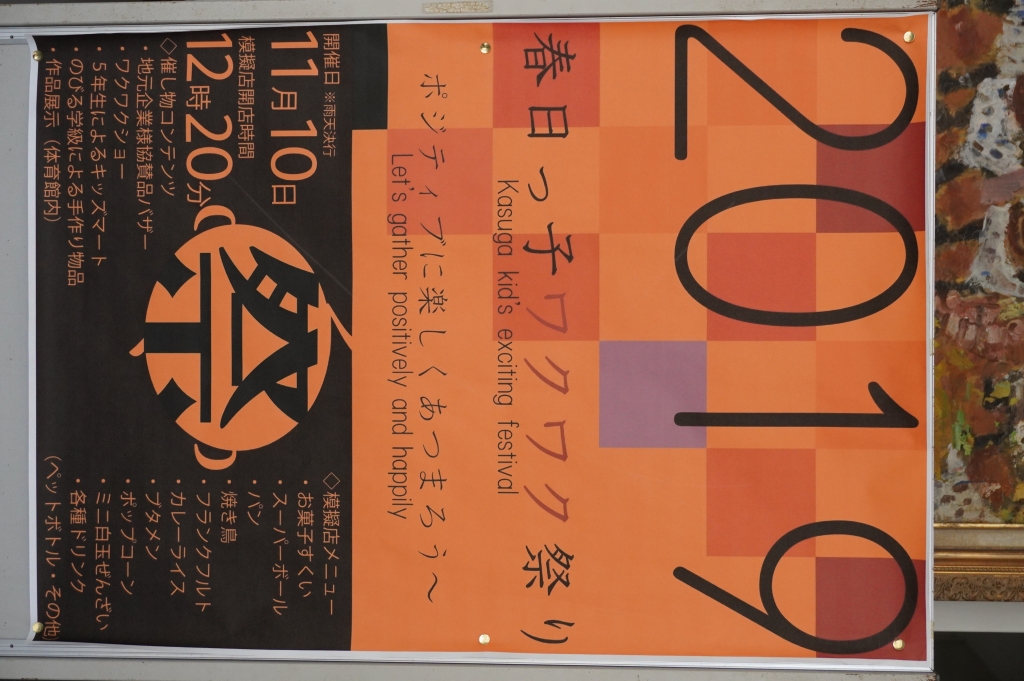 2019
春日っ子ワクワク祭り
Kasuga kid's exciting festival
ポジティブに楽しくあつまろう～
Let's gather positively and happily
開催日 ※雨天決行
11月10日
模擬店開店時間
12時20分
◇催し物コンテンツ
・地元企業様協賛品バザー
・ワクワクショー
・5年生によるキッズマート
・のびる学級による手作り物品
・作品展示（体育館内）
祭
◇模擬店メニュー
・お菓子すくい
・スーパーボール
・パン
・焼き鳥
・フランクフルト
・カレーライス
・ブタメン
・ポップコーン
・ミニ白玉ぜんざい
・各種ドリンク
（ペットボトル・その他）